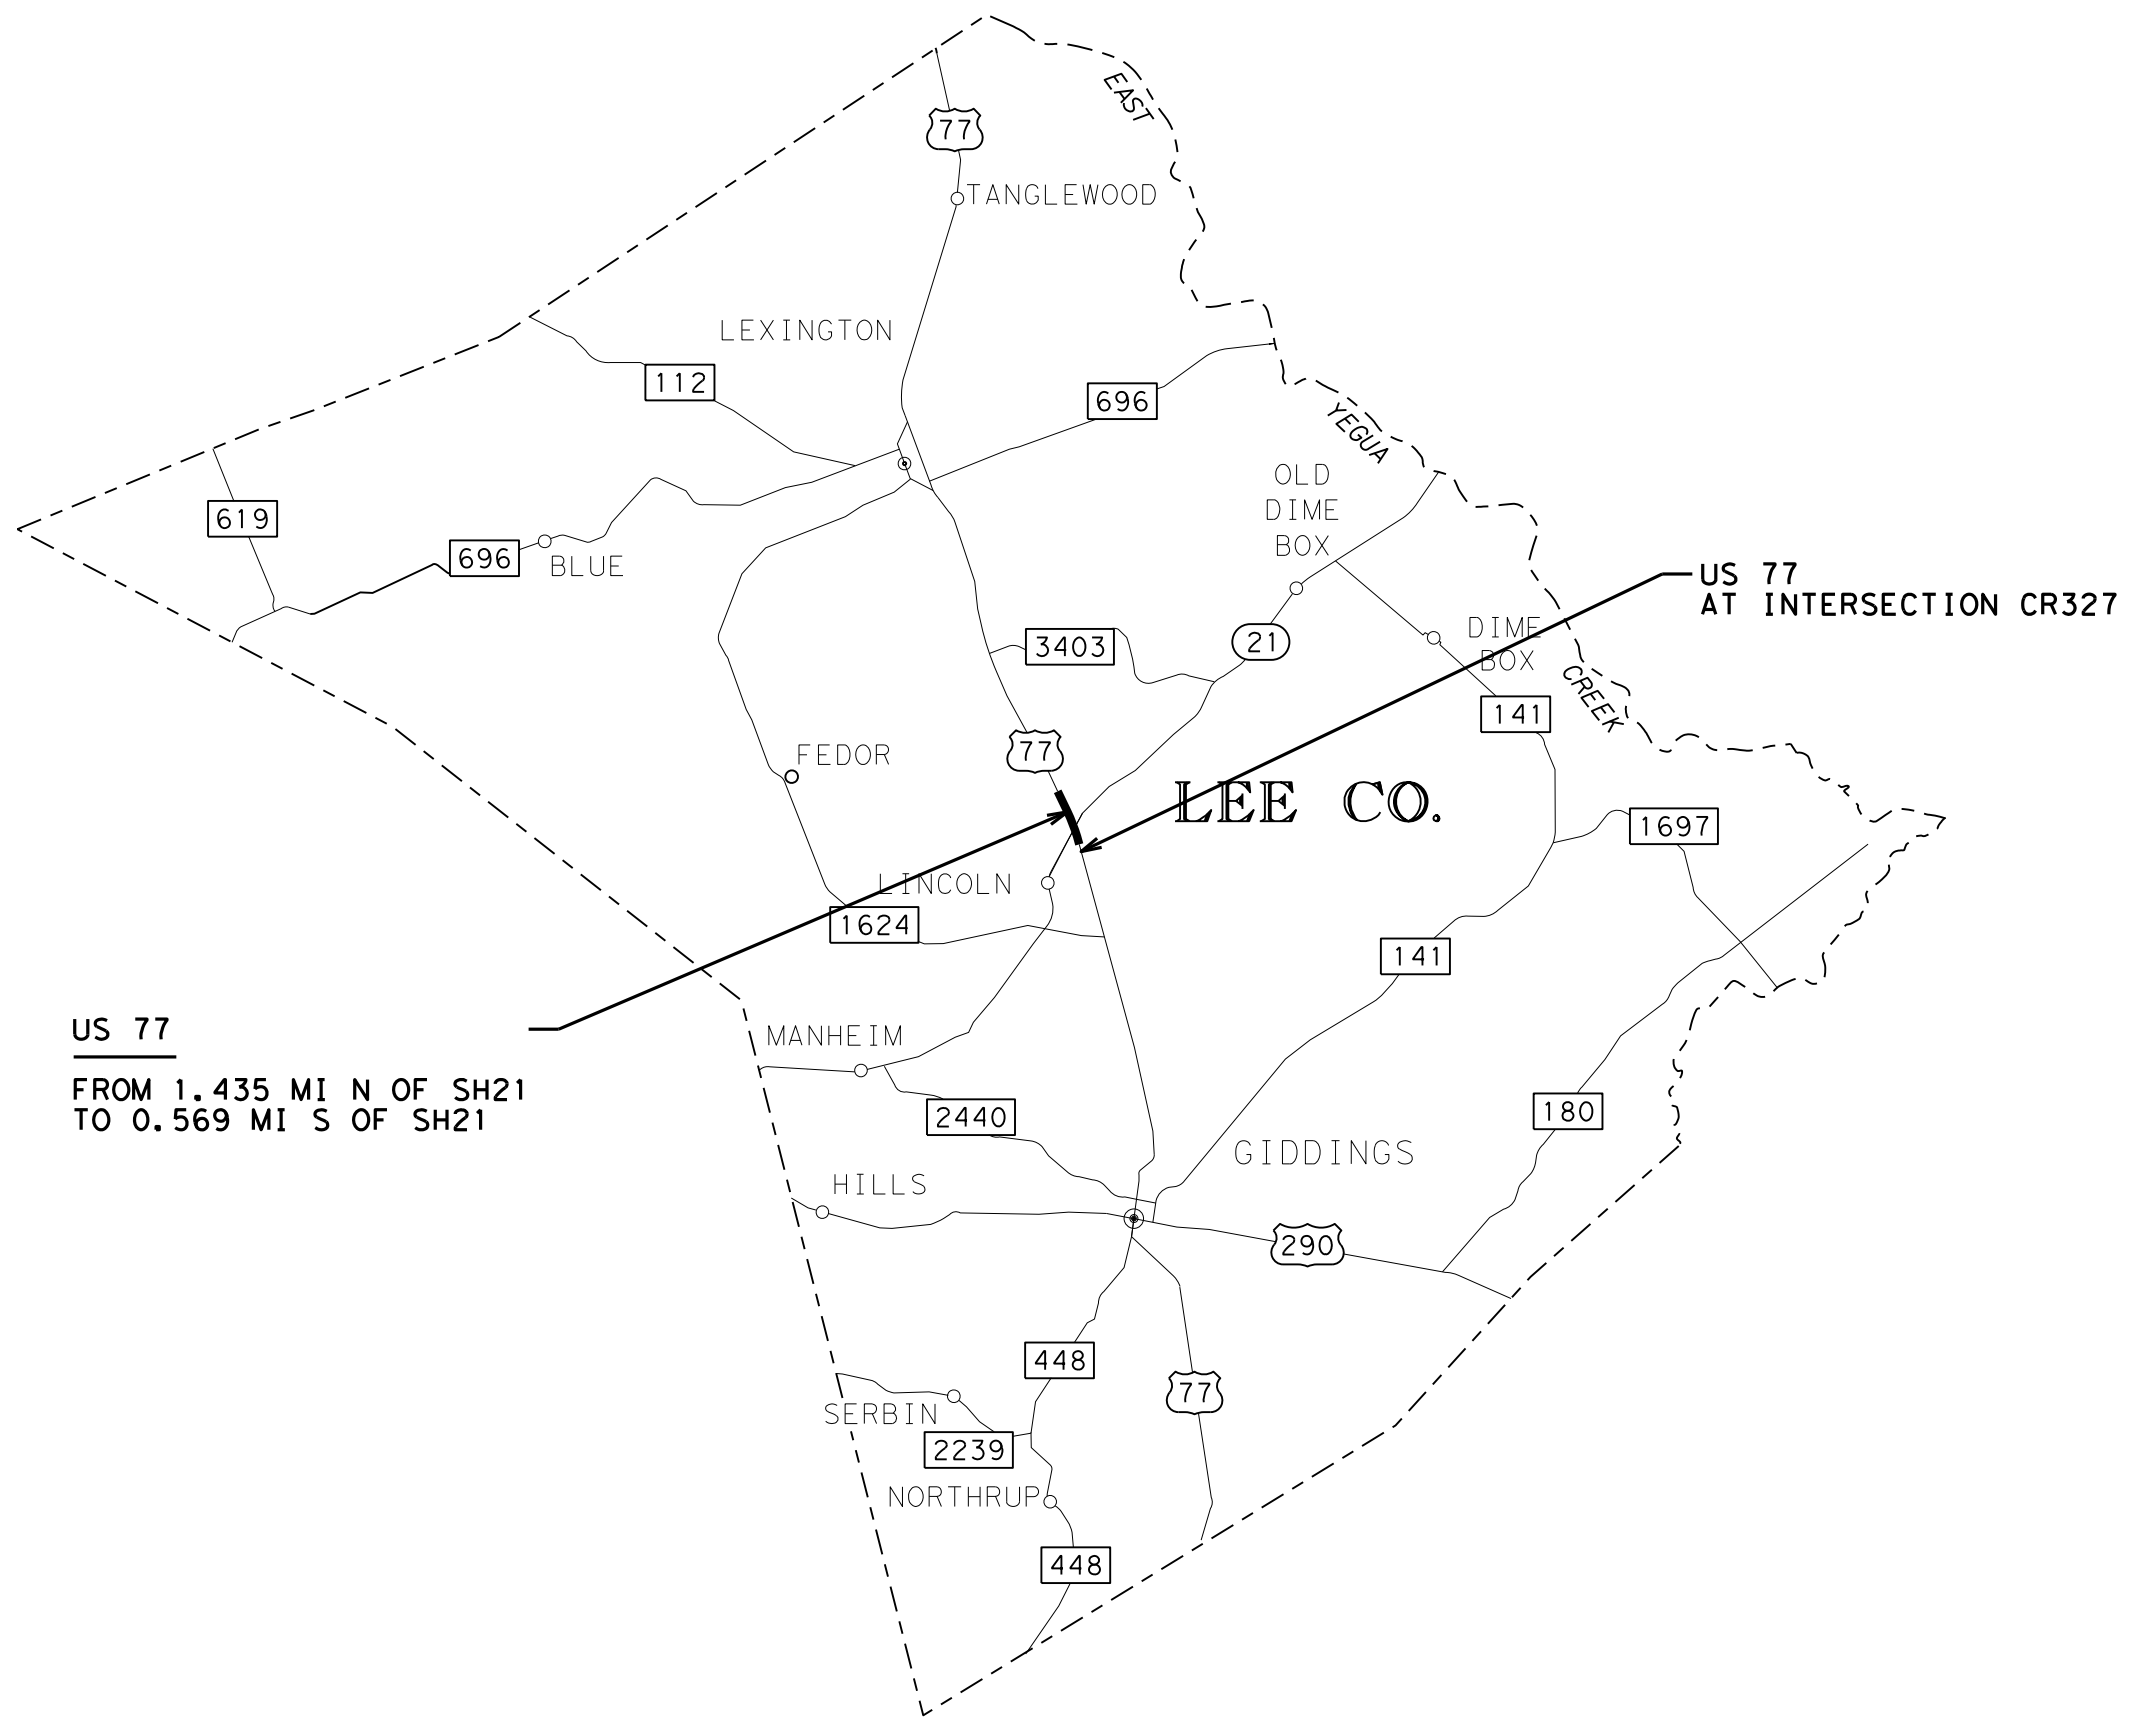 EAST
77
TANGLEWOOD
LEXINGTON
112
696
YEGUA
OLD
DIME
BOX
619
696
BLUE
US 77
AT INTERSECTION CR327
3403
21
DIME
BOX
CREEK
141
FEDOR
77
LEE CO.
1697
LINCOLN
1624
141
US 77
FROM 1.435 MI N OF SH21
TO 0.569 MI S OF SH21
MANHEIM
2440
180
GIDDINGS
HILLS
290
448
77
SERBIN
2239
NORTHRUP
448